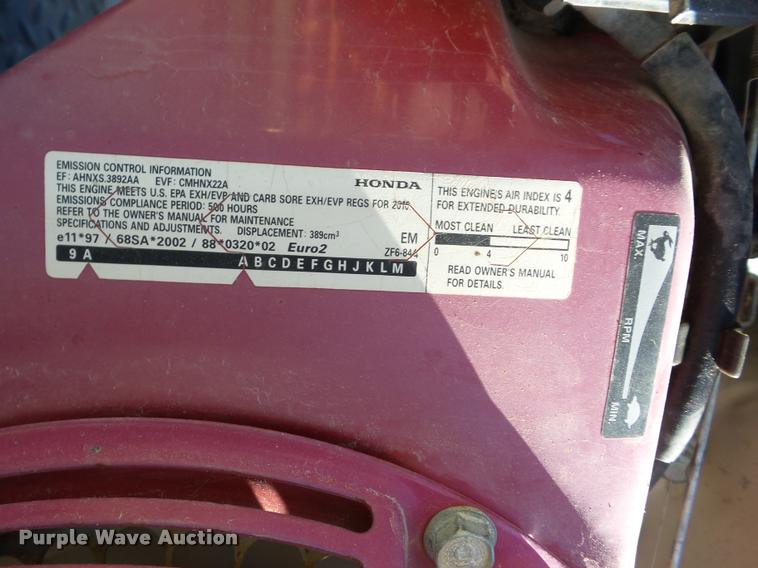 EMISSION CONTROL INFORMATION
EF: AHNXS.3892AA EVF: CMHNX22A
HONDA
THIS ENGINE MEETS U.S. EPA EXH/EVP AND CARB SORE EXH/EVP REGS FOR 2015
EMISSIONS COMPLIANCE PERIOD: 500 HOURS
REFER TO THE OWNER'S MANUAL FOR MAINTENANCE
SPECIFICATIONS AND ADJUSTMENTS. DISPLACEMENT: 389cm³
EM
e11*97 / 68SA*2002 / 88*0320*02 Euro2
9 A A B C D E F G H J K L M
THIS ENGINE'S AIR INDEX IS 4
FOR EXTENDED DURABILITY.
MOST CLEAN LEAST CLEAN
0 4 10
READ OWNER'S MANUAL
FOR DETAILS.
MAX.
RPM
MIN.
Purple Wave Auction